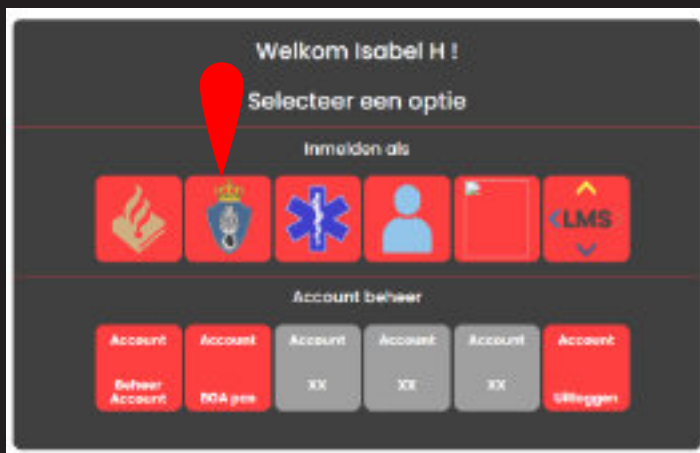 Welkom Isabel H !
Selecteer een optie
Inmelden als
LMS
Account beheer
Account Account Account Account Account Account
Beheer Account BOA pas XX XX XX Uitloggen